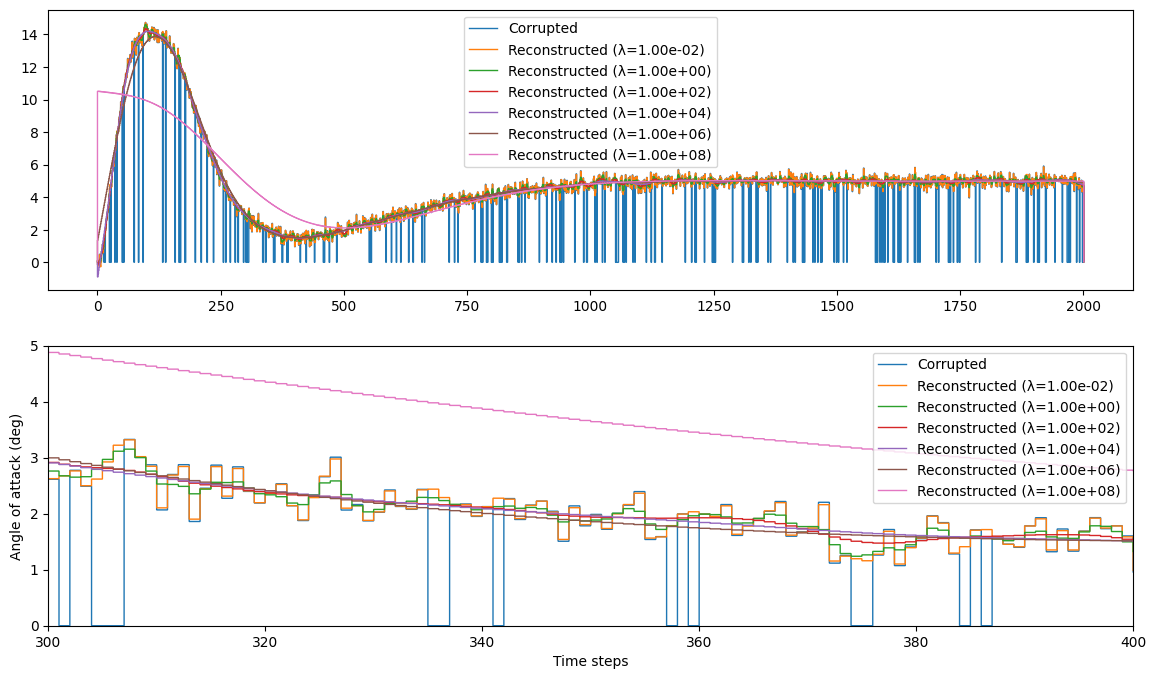 14
12
10
8
6
4
2
0
Corrupted
Reconstructed (λ=1.00e-02)
Reconstructed (λ=1.00e+00)
Reconstructed (λ=1.00e+02)
Reconstructed (λ=1.00e+04)
Reconstructed (λ=1.00e+06)
Reconstructed (λ=1.00e+08)
0 250 500 750 1000 1250 1500 1750 2000
Angle of attack (deg)
5
4
3
2
1
0
Corrupted
Reconstructed (λ=1.00e-02)
Reconstructed (λ=1.00e+00)
Reconstructed (λ=1.00e+02)
Reconstructed (λ=1.00e+04)
Reconstructed (λ=1.00e+06)
Reconstructed (λ=1.00e+08)
300 320 340 360 380 400
Time steps